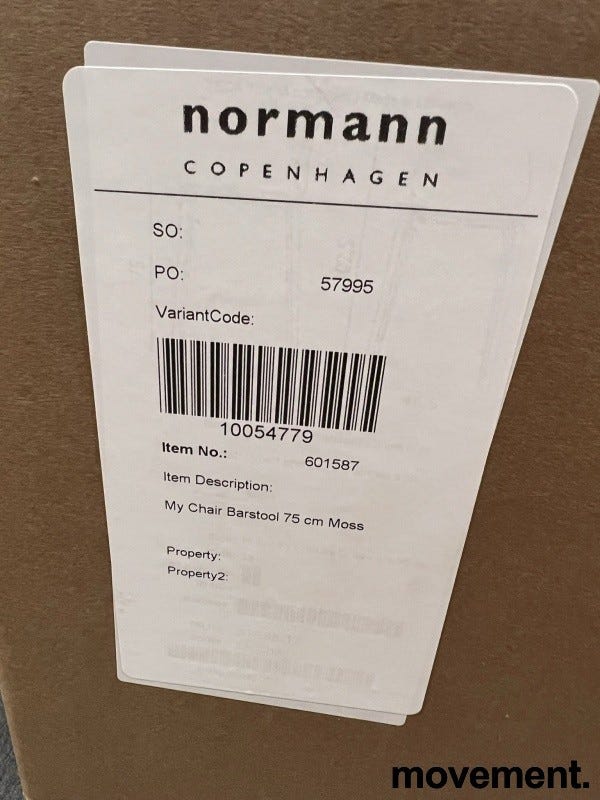 normann
COPENHAGEN
SO:
PO: 57995
VariantCode:
10054779
Item No.: 601587
Item Description:
My Chair Barstool 75 cm Moss
Property:
Property2:
movement.